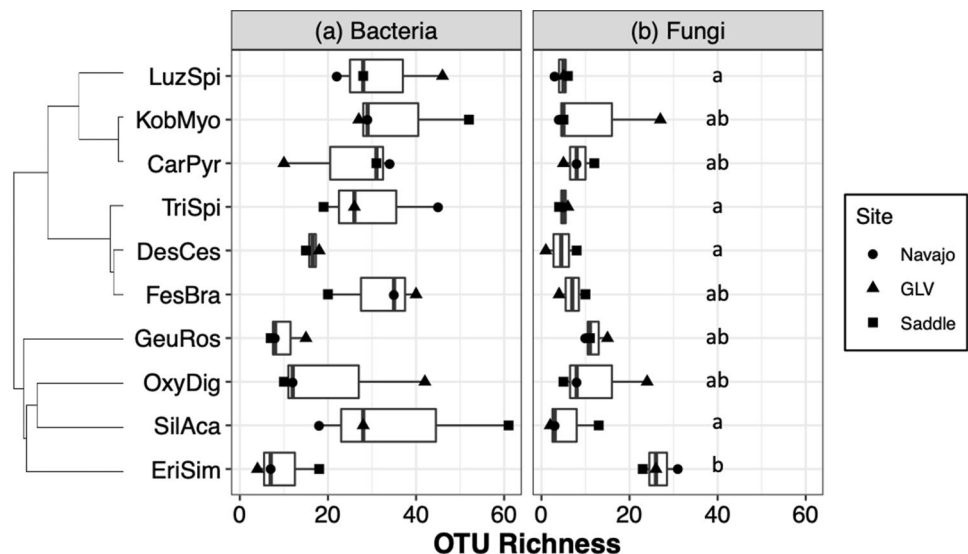 (a) Bacteria (b) Fungi
LuzSpi a
KobMyo ab
CarPyr ab
TriSpi a
DesCes a
FesBra ab
GeuRos ab
OxyDig ab
SilAca a
EriSim b
0 20 40 60 0 20 40 60
OTU Richness
Site
Navajo
GLV
Saddle